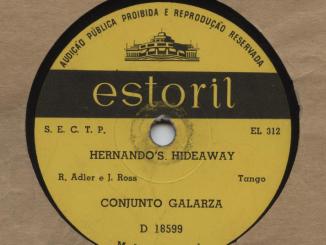 AUDIÇÃO PÚBLICA PROIBIDA E REPRODUÇÃO RESERVADA
estoril
S. E. C. T. P. EL 312
HERNANDO'S. HIDEAWAY
R. Adler e J. Ross Tango
CONJUNTO GALARZA
D 18599